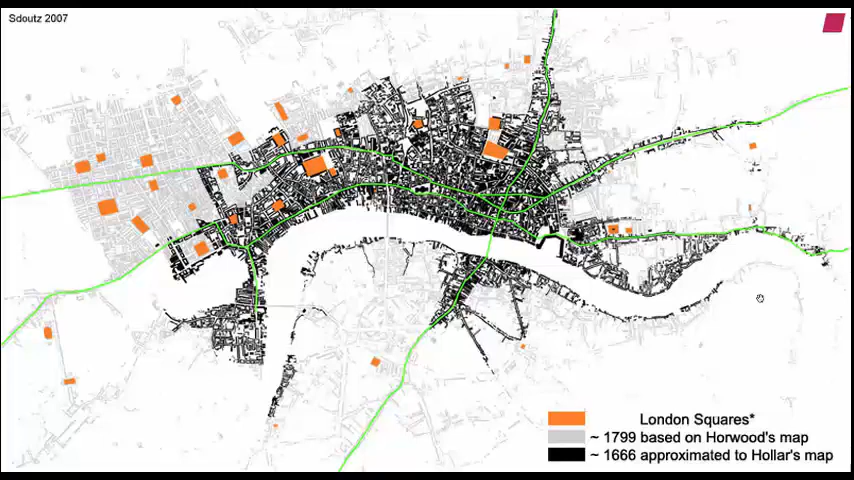 Sdoutz 2007
London Squares*
~ 1799 based on Horwood's map
~ 1666 approximated to Hollar's map